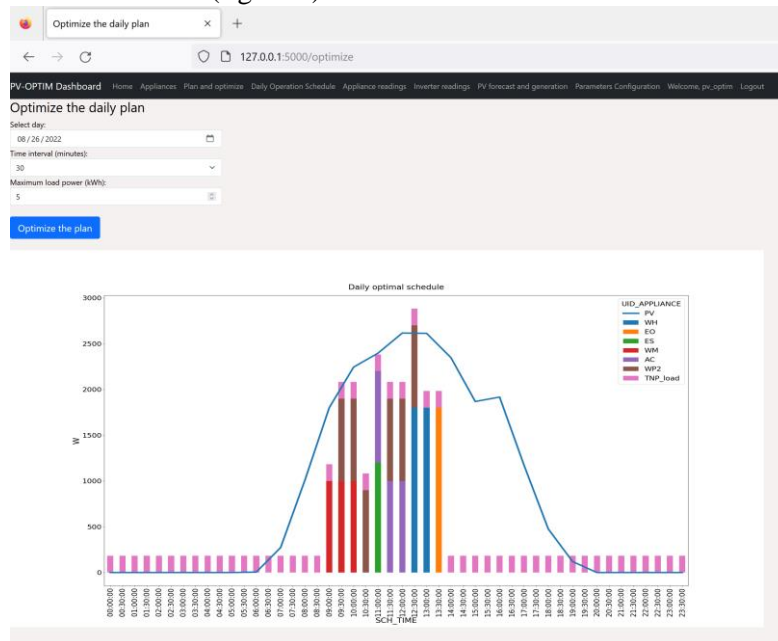 Optimize the daily plan × +
127.0.0.1:5000/optimize
PV-OPTIM Dashboard Home Appliances Plan and optimize Daily Operation Schedule Appliance readings Inverter readings PV forecast and generation Parameters Configuration Welcome, pv_optim Logout
Optimize the daily plan
Select day:
08/26/2022
Time interval (minutes):
30
Maximum load power (kWh):
5
Optimize the plan
Daily optimal schedule
3000
2500
2000
1500
1000
500
0
W
UID_APPLIANCE
PV
WH
EO
ES
WM
AC
WP2
TNP_load
00:00:00
00:30:00
01:00:00
01:30:00
02:00:00
02:30:00
03:00:00
03:30:00
04:00:00
04:30:00
05:00:00
05:30:00
06:00:00
06:30:00
07:00:00
07:30:00
08:00:00
08:30:00
09:00:00
09:30:00
10:00:00
10:30:00
11:00:00
11:30:00
12:00:00
12:30:00
13:00:00
13:30:00
14:00:00
14:30:00
15:00:00
15:30:00
16:00:00
16:30:00
17:00:00
17:30:00
18:00:00
18:30:00
19:00:00
19:30:00
20:00:00
20:30:00
21:00:00
21:30:00
22:00:00
22:30:00
23:00:00
23:30:00
SCH_TIME